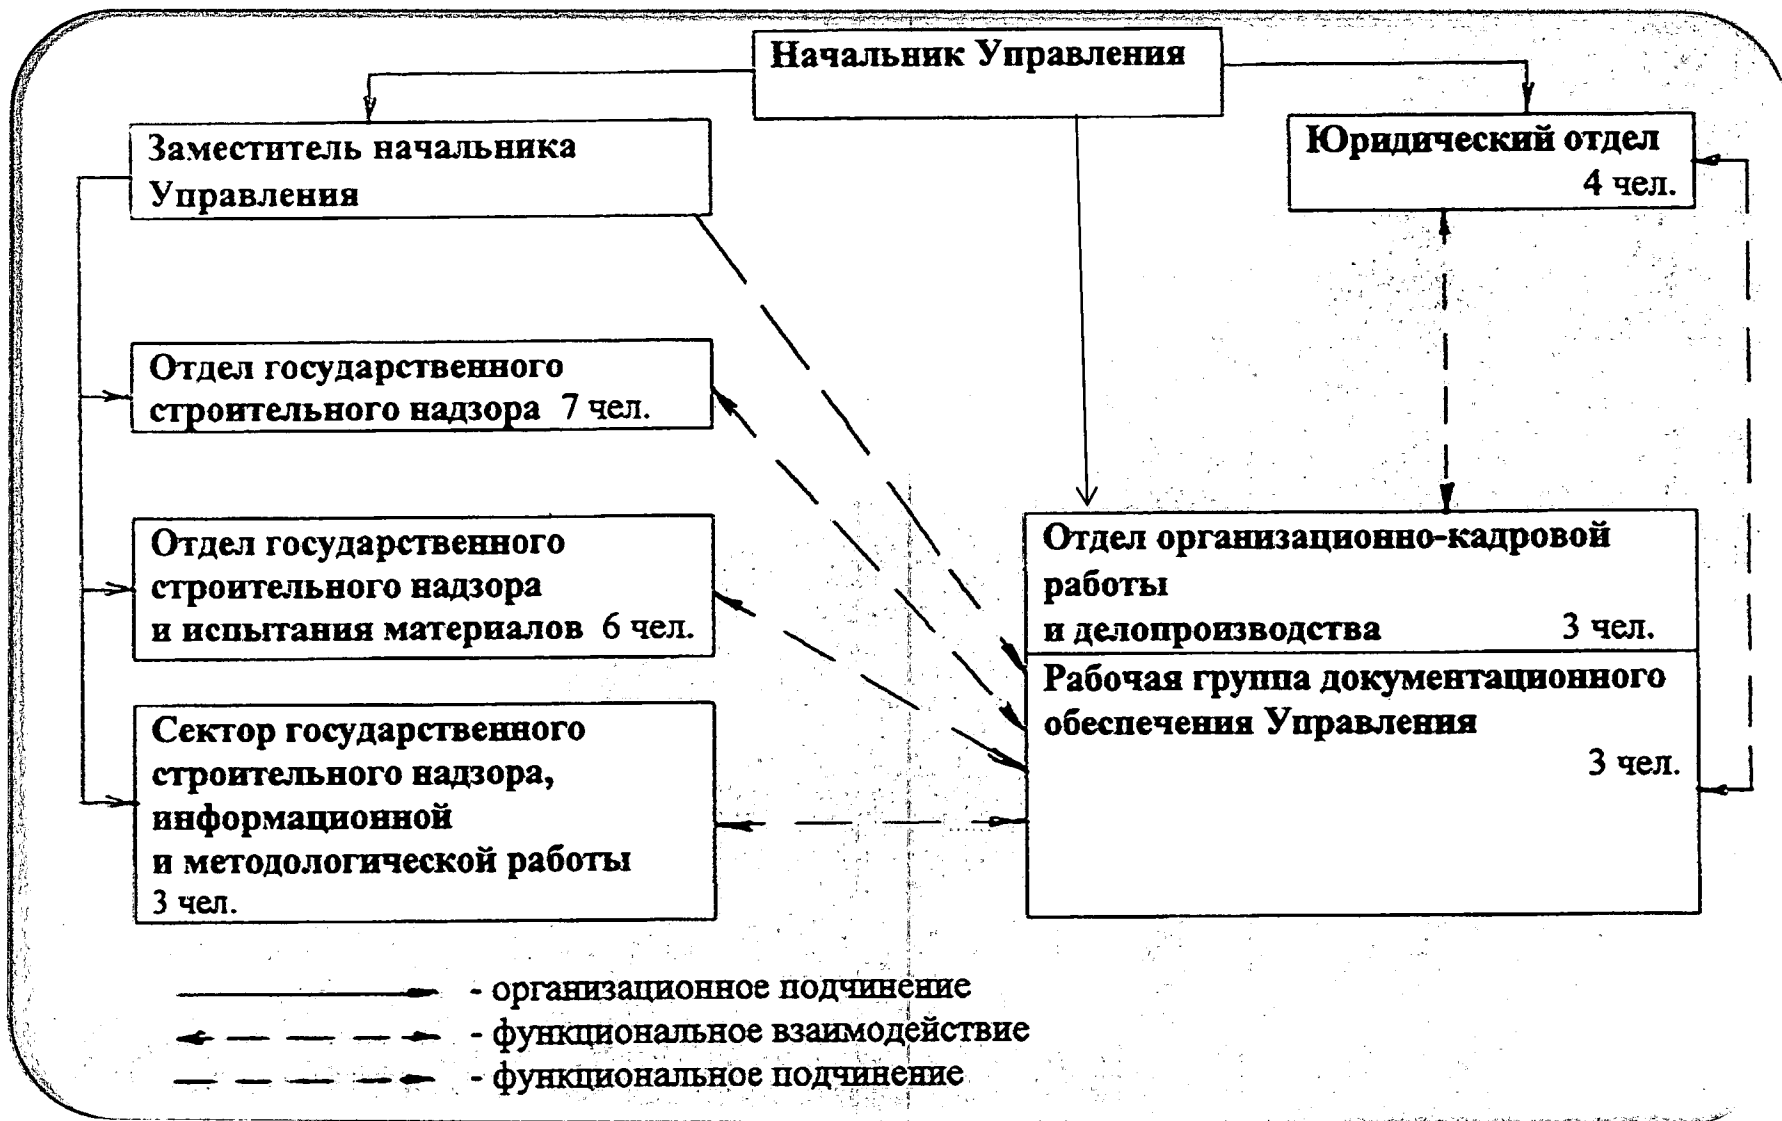 Начальник Управления
Заместитель начальника
Управления
Юридический отдел
4 чел.
Отдел государственного
строительного надзора 7 чел.
Отдел государственного
строительного надзора
и испытания материалов 6 чел.
Сектор государственного
строительного надзора,
информационной
и методологической работы
3 чел.
Отдел организационно-кадровой
работы
и делопроизводства 3 чел.
Рабочая группа документационного
обеспечения Управления
3 чел.
- организационное подчинение
- функциональное взаимодействие
- функциональное подчинение